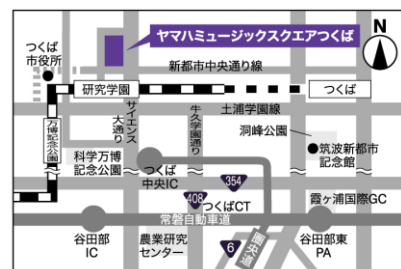 ヤマハミュージックスクエアつくば
N
つくば
市役所
新都市中央通り線
研究学園
つくば
サイエンス
大通り
牛久学園通り
土浦学園線
万博記念公園
洞峰公園
科学万博
記念公園
つくば
中央IC
筑波新都市
記念館
354
408
つくばCT
霞ヶ浦国際GC
常磐自動車道
谷田部
IC
農業研究
センター
6
圏央道
谷田部東
PA